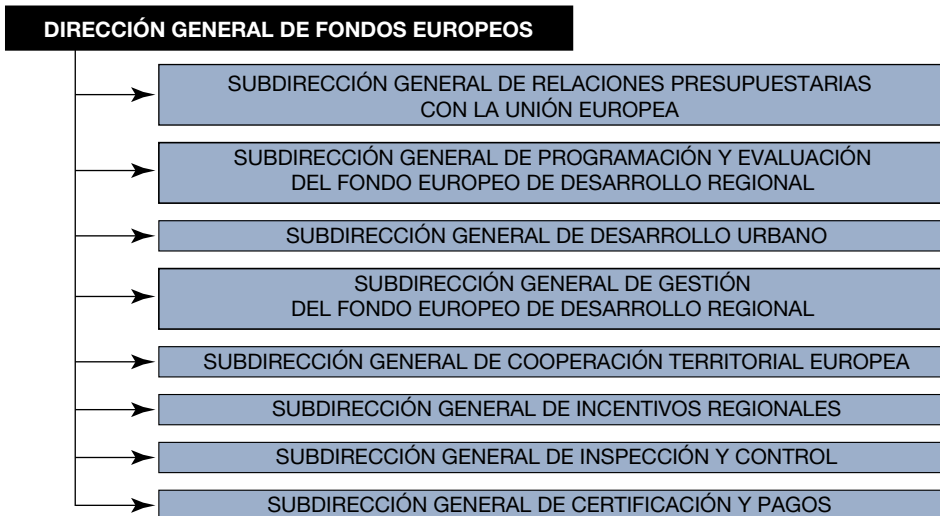 DIRECCIÓN GENERAL DE FONDOS EUROPEOS
SUBDIRECCIÓN GENERAL DE RELACIONES PRESUPUESTARIAS
CON LA UNIÓN EUROPEA
SUBDIRECCIÓN GENERAL DE PROGRAMACIÓN Y EVALUACIÓN
DEL FONDO EUROPEO DE DESARROLLO REGIONAL
SUBDIRECCIÓN GENERAL DE DESARROLLO URBANO
SUBDIRECCIÓN GENERAL DE GESTIÓN
DEL FONDO EUROPEO DE DESARROLLO REGIONAL
SUBDIRECCIÓN GENERAL DE COOPERACIÓN TERRITORIAL EUROPEA
SUBDIRECCIÓN GENERAL DE INCENTIVOS REGIONALES
SUBDIRECCIÓN GENERAL DE INSPECCIÓN Y CONTROL
SUBDIRECCIÓN GENERAL DE CERTIFICACIÓN Y PAGOS